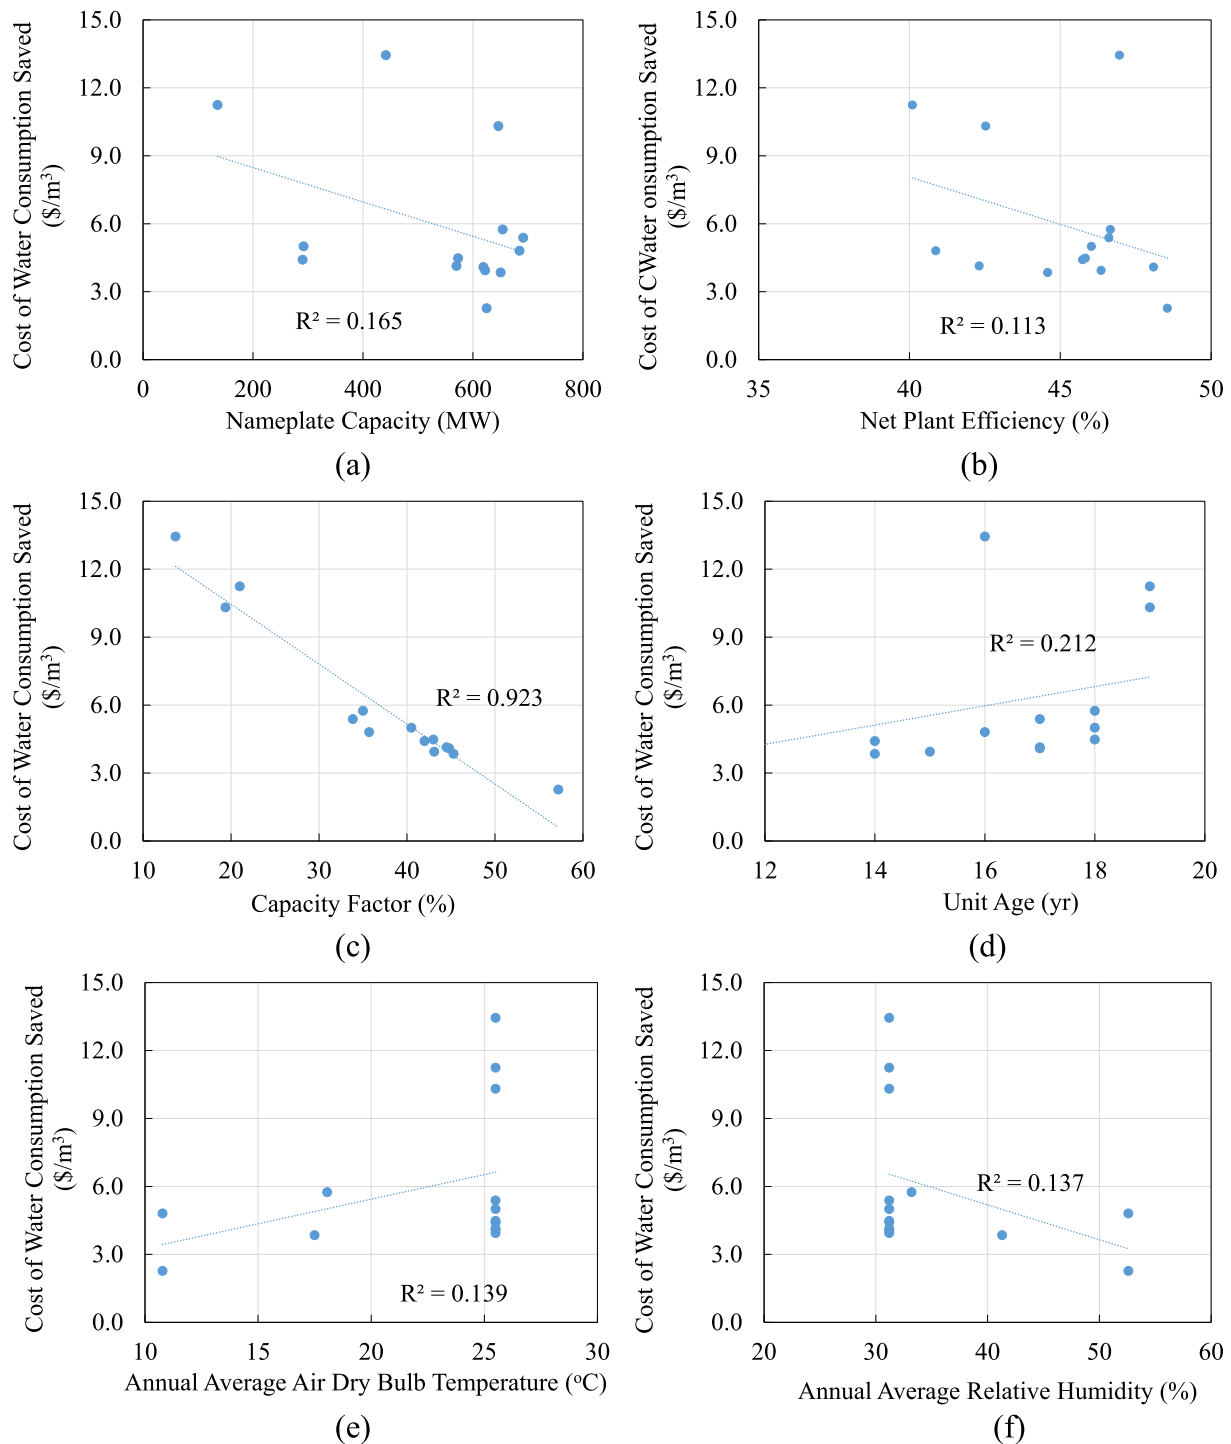 15.0
12.0
9.0
6.0
3.0
0.0
Cost of Water Consumption Saved
($/m³)
R² = 0.165
0 200 400 600 800
Nameplate Capacity (MW)
(a)
15.0
12.0
9.0
6.0
3.0
0.0
Cost of CWater onsumption Saved
($/m³)
R² = 0.113
35 40 45 50
Net Plant Efficiency (%)
(b)
15.0
12.0
9.0
6.0
3.0
0.0
Cost of Water Consumption Saved
($/m³)
R² = 0.923
10 20 30 40 50 60
Capacity Factor (%)
(c)
15.0
12.0
9.0
6.0
3.0
0.0
Cost of Water Consumption Saved
($/m³)
R² = 0.212
12 14 16 18 20
Unit Age (yr)
(d)
15.0
12.0
9.0
6.0
3.0
0.0
Cost of Water Consumption Saved
($/m³)
R² = 0.139
10 15 20 25 30
Annual Average Air Dry Bulb Temperature (ºC)
(e)
15.0
12.0
9.0
6.0
3.0
0.0
Cost of Water Consumption Saved
($/m³)
R² = 0.137
20 30 40 50 60
Annual Average Relative Humidity (%)
(f)